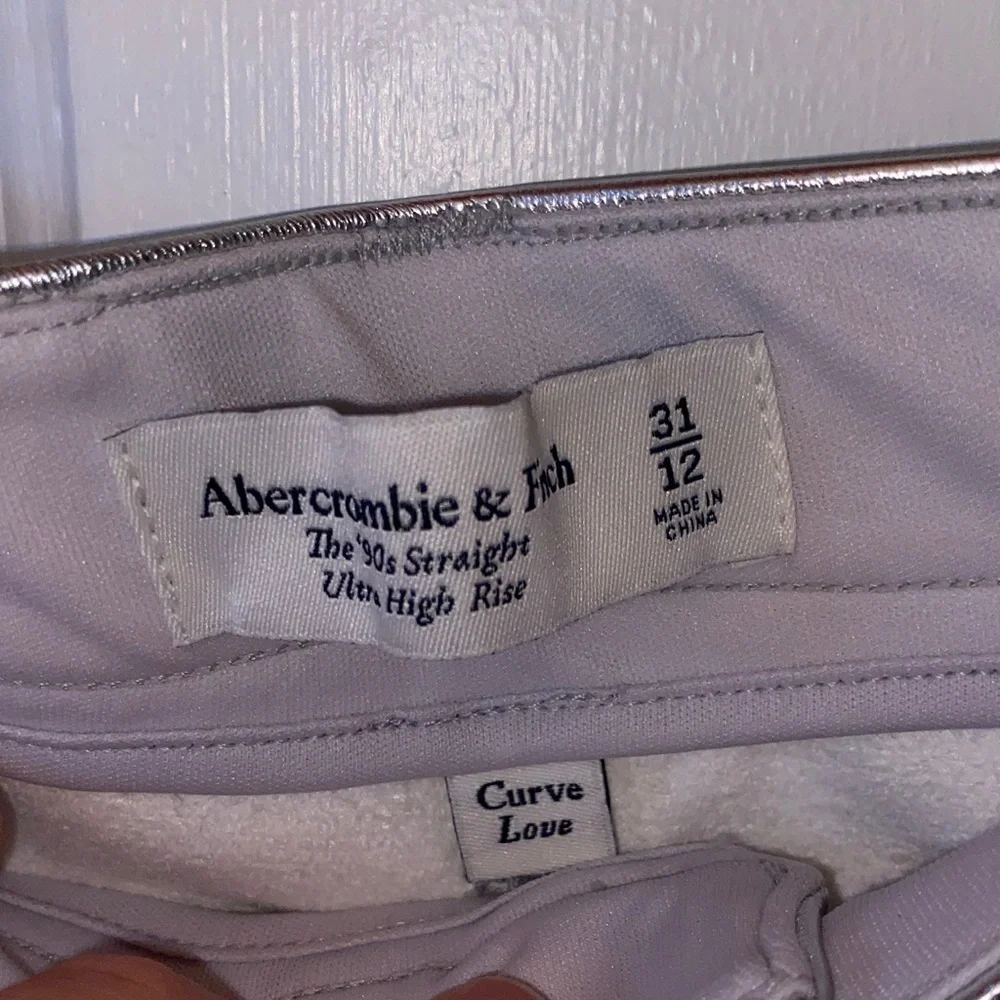 Abercrombie & Fitch
The '90s Straight
Ultra High Rise
31
12
MADE IN
CHINA
Curve
Love